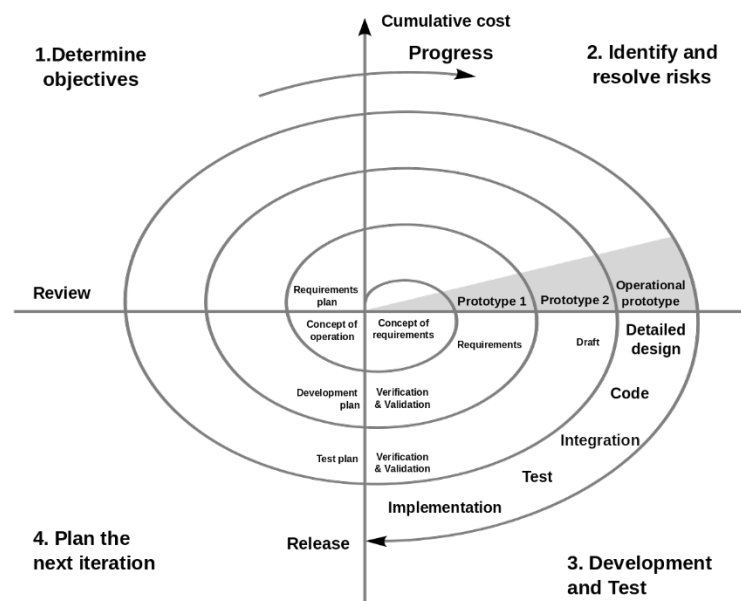 Cumulative cost
Progress
1.Determine
objectives
2. Identify and
resolve risks
Review
Requirements
plan
Prototype 1
Prototype 2
Operational
prototype
Concept of
operation
Concept of
requirements
Requirements
Draft
Detailed
design
Development
plan
Verification
& Validation
Code
Integration
Test plan
Verification
& Validation
Test
Implementation
Release
4. Plan the
next iteration
3. Development
and Test